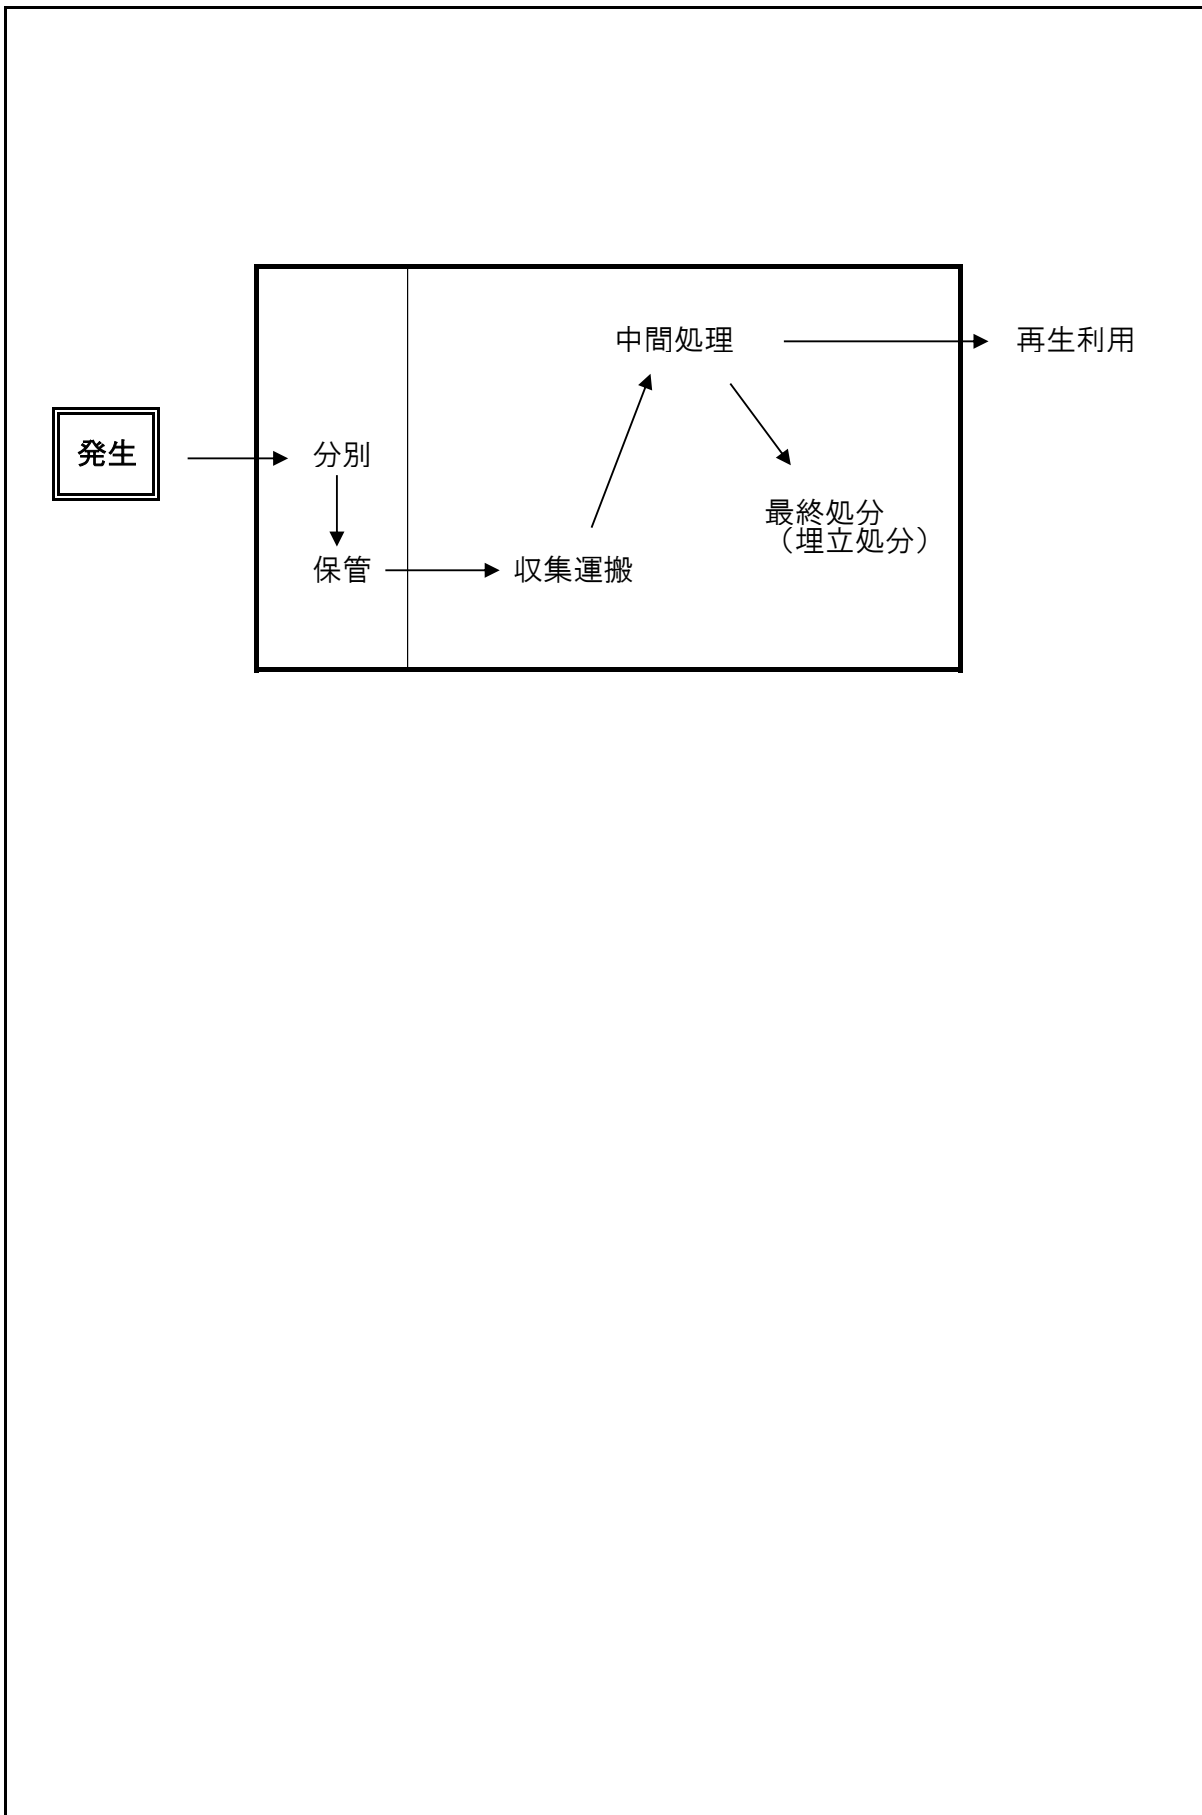 中間処理
再生利用
発生
分別
最終処分
（埋立処分）
保管
収集運搬